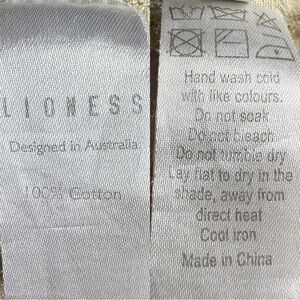 LIONESS
Designed in Australia
100% Cotton
Hand wash cold
with like colours.
Do not soak
Do not bleach
Do not tumble dry
Lay flat to dry in the
shade, away from
direct heat
Cool iron
Made in China